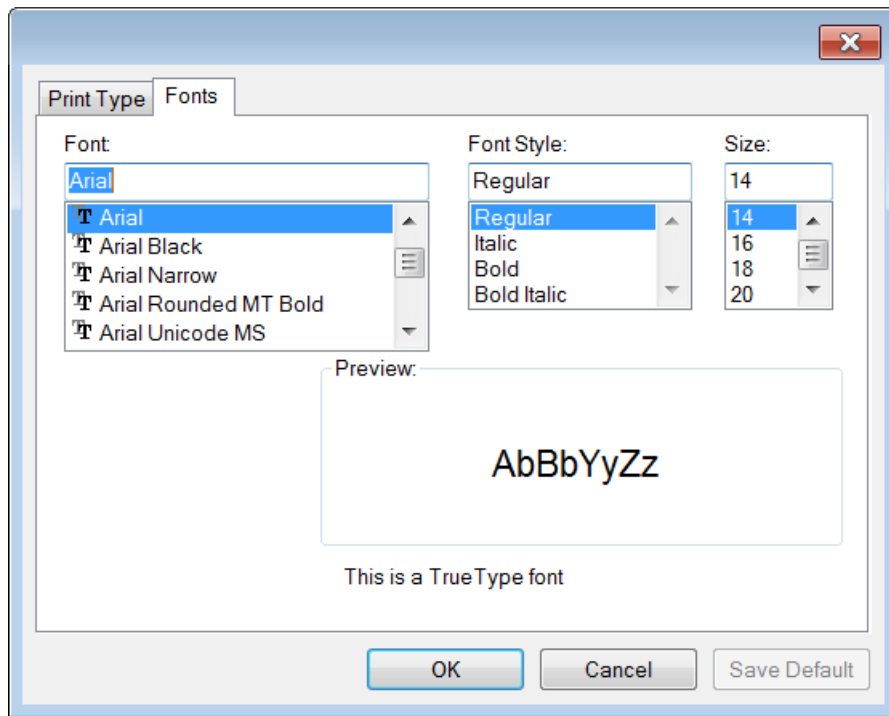 Print Type Fonts
Font: Font Style: Size:
Arial Regular 14
Arial Regular 14
Arial Black Italic 16
Arial Narrow Bold 18
Arial Rounded MT Bold Bold Italic 20
Arial Unicode MS
Preview:
AbBbYyZz
This is a TrueType font
OK Cancel Save Default